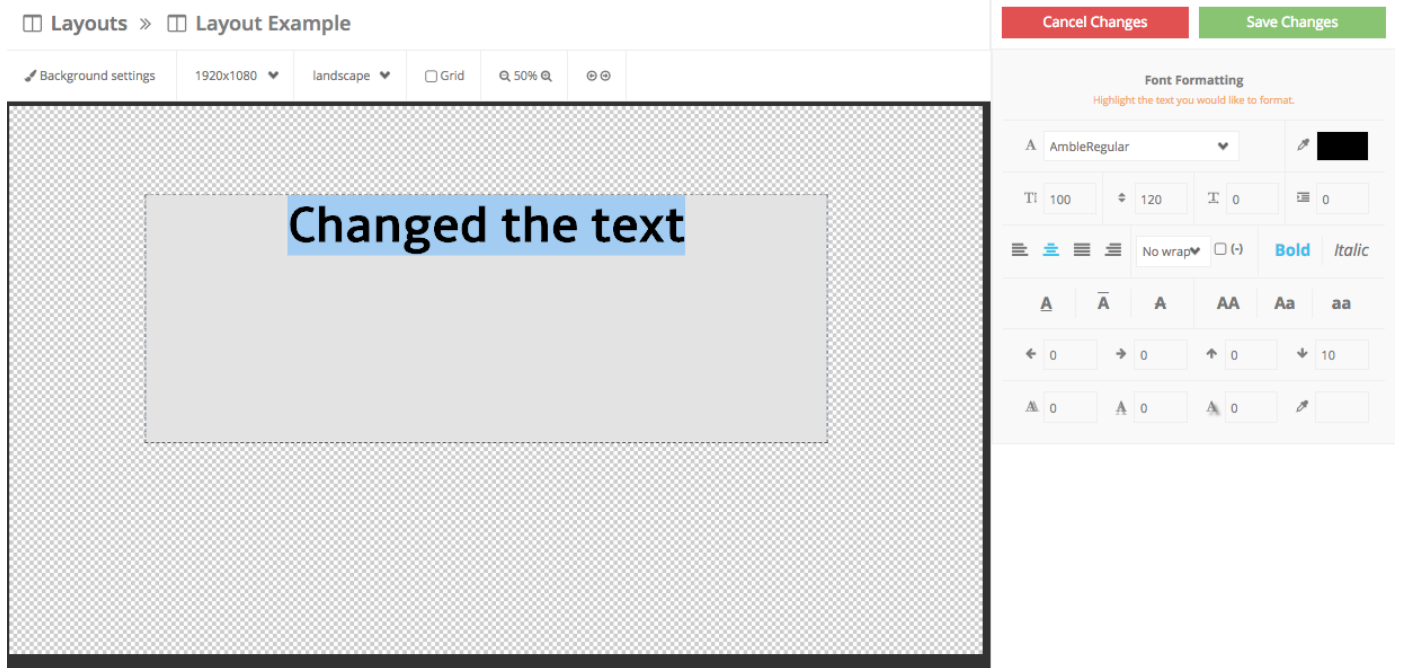 Layouts » Layout Example
Cancel Changes
Save Changes
Background settings
1920x1080
landscape
Grid
50%
Font Formatting
Highlight the text you would like to format.
Changed the text
A AmbleRegular
100
120
0
0
No wrap
(-)
Bold
Italic
A A A AA Aa aa
0
0
0
10
0
0
0